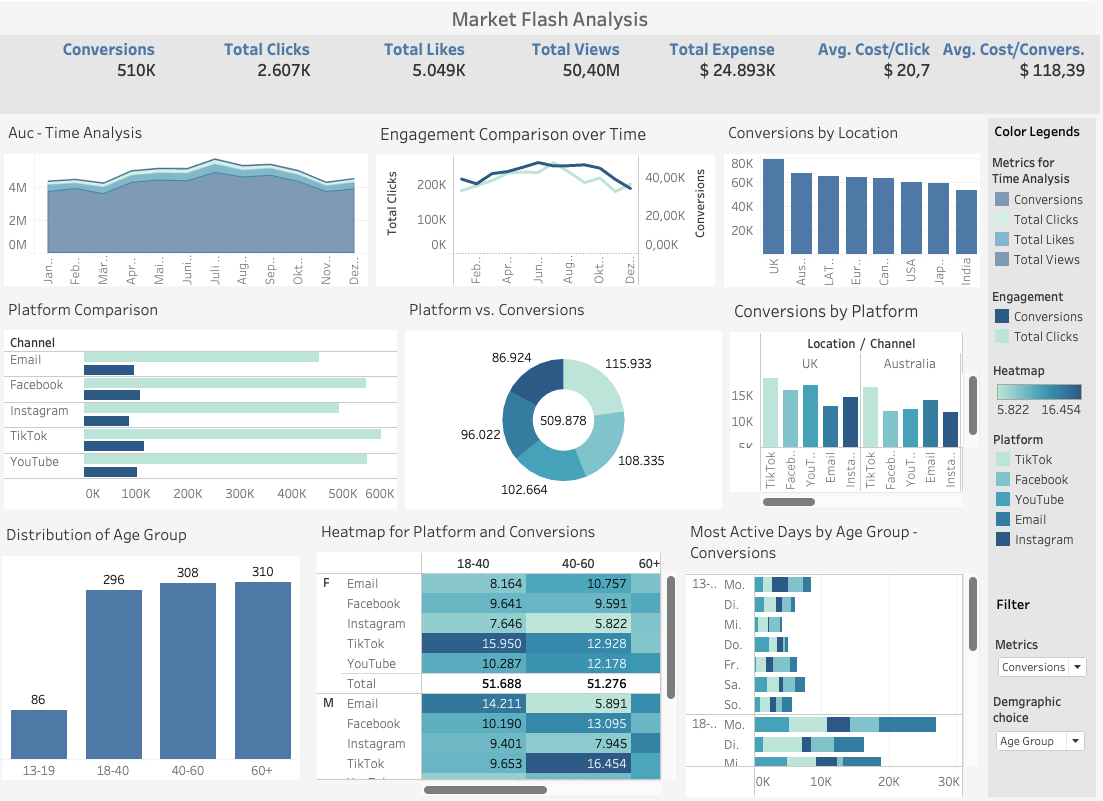 Market Flash Analysis
Conversions Total Clicks Total Likes Total Views Total Expense Avg. Cost/Click Avg. Cost/Convers.
510K 2.607K 5.049K 50,40M $ 24.893K $ 20,7 $ 118,39
Auc - Time Analysis
4M
2M
0M
Jan.. Feb.. Mär.. Apr.. Mai.. Juni.. Juli .. Aug.. Sep.. Okt.. Nov.. Dez..
Engagement Comparison over Time
Total Clicks
200K
100K
0K
40,00K
20,00K
0,00K
Conversions
Feb.. Apr.. Jun.. Aug.. Okt.. Dez..
Conversions by Location
80K
60K
40K
20K
UK Aus.. LAT.. Eur.. Can.. USA Jap.. India
Color Legends
Metrics for
Time Analysis
Conversions
Total Clicks
Total Likes
Total Views
Engagement
Conversions
Total Clicks
Heatmap
5.822 16.454
Platform
TikTok
Facebook
YouTube
Email
Instagram
Filter
Metrics
Conversions
Demgraphic
choice
Age Group
Platform Comparison
Channel
Email
Facebook
Instagram
TikTok
YouTube
0K 100K 200K 300K 400K 500K 600K
Platform vs. Conversions
86.924
115.933
509.878
96.022
108.335
102.664
Conversions by Platform
Location / Channel
UK Australia
15K
10K
5K
TikTok Faceb.. YouT.. Email Insta.. TikTok Faceb.. YouT.. Email Insta..
Distribution of Age Group
86 296 308 310
13-19 18-40 40-60 60+
Heatmap for Platform and Conversions
18-40 40-60 60+
F Email 8.164 10.757
Facebook 9.641 9.591
Instagram 7.646 5.822
TikTok 15.950 12.928
YouTube 10.287 12.178
Total 51.688 51.276
M Email 14.211 5.891
Facebook 10.190 13.095
Instagram 9.401 7.945
TikTok 9.653 16.454
Most Active Days by Age Group -
Conversions
13-.. Mo.
Di.
Mi.
Do.
Fr.
Sa.
So.
18-.. Mo.
Di.
Mi
0K 10K 20K 30K